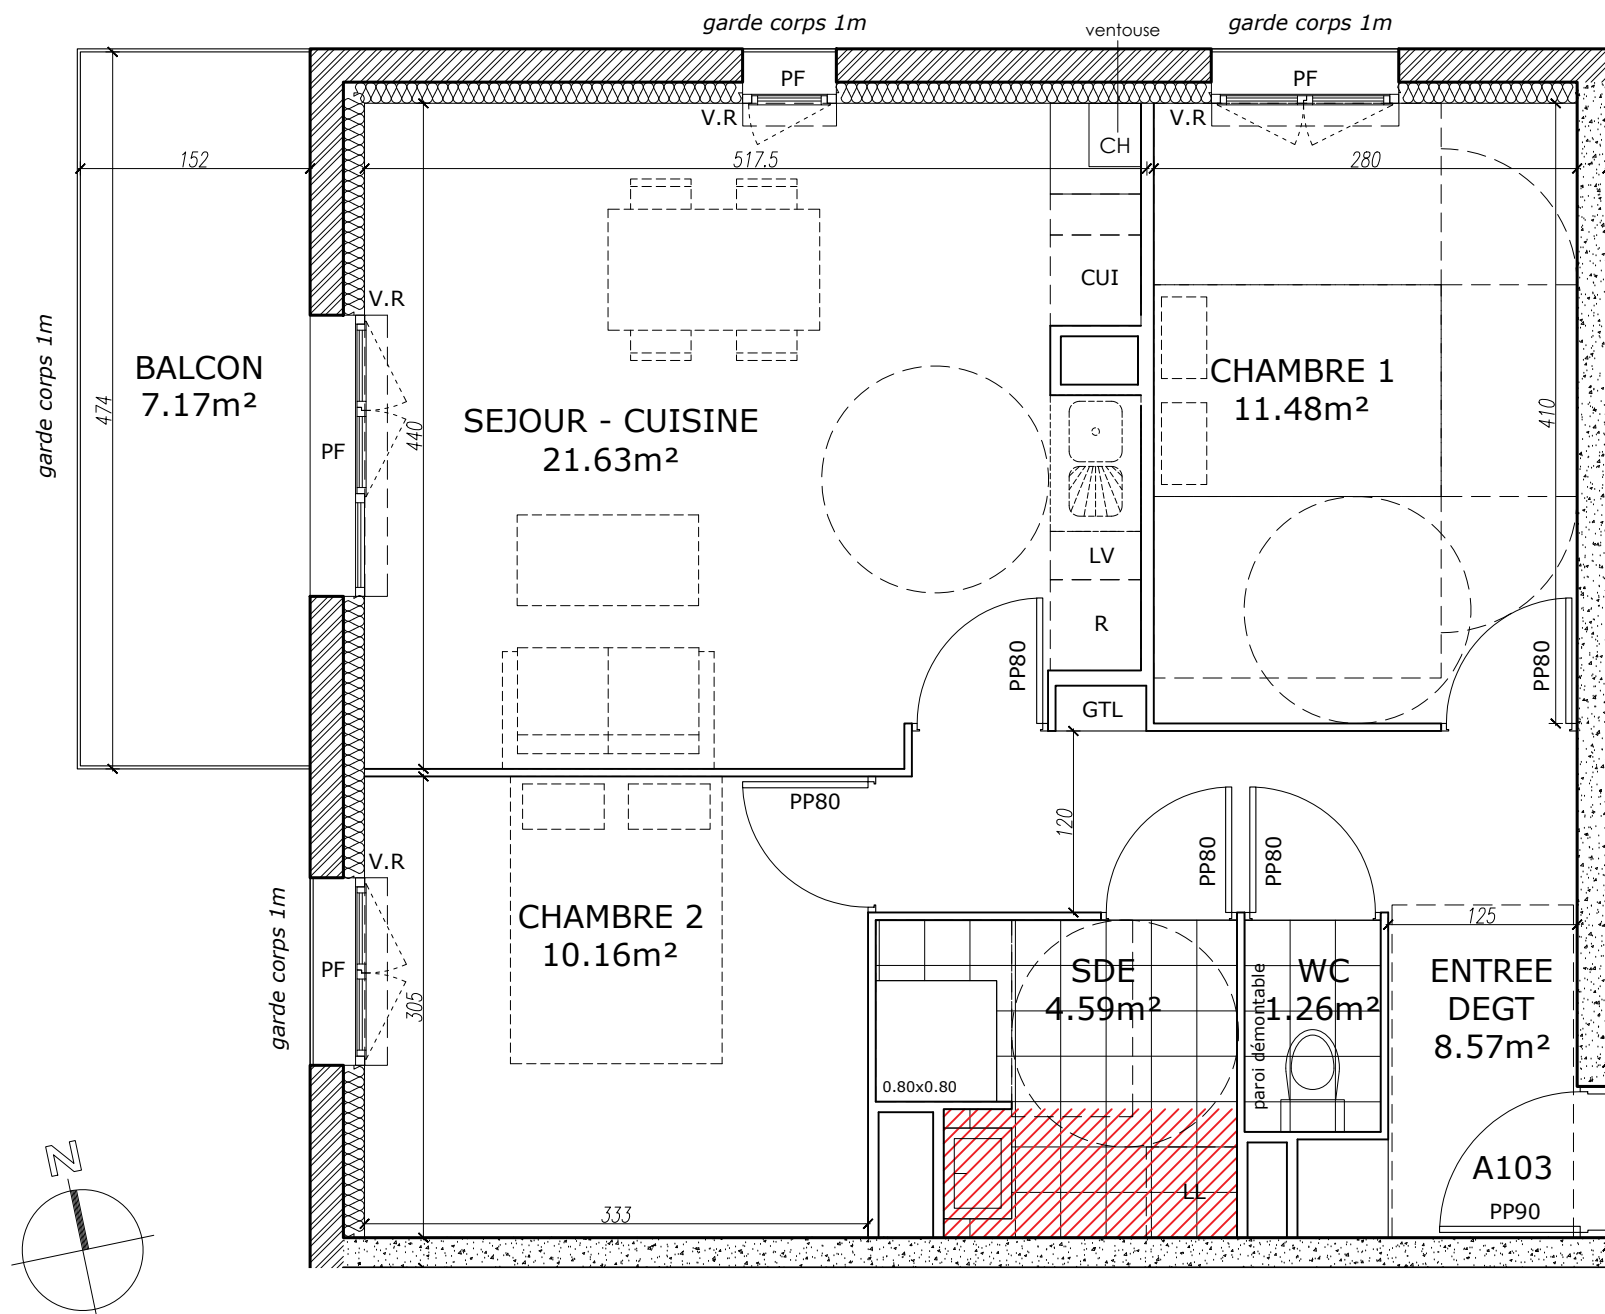 garde corps 1m
ventouse
garde corps 1m
PF
PF
V.R
V.R
CH
152
517.5
280
CUI
V.R
garde corps 1m
BALCON
7.17m²
474
PF
440
SEJOUR - CUISINE
21.63m²
CHAMBRE 1
11.48m²
410
LV
R
PP80
PP80
GTL
PP80
120
PP80
PP80
V.R
garde corps 1m
PF
CHAMBRE 2
10.16m²
305
125
SDE
4.59m²
paroi démontable
WC
1.26m²
ENTREE
DEGT
8.57m²
0.80x0.80
N
LL
A103
PP90
333